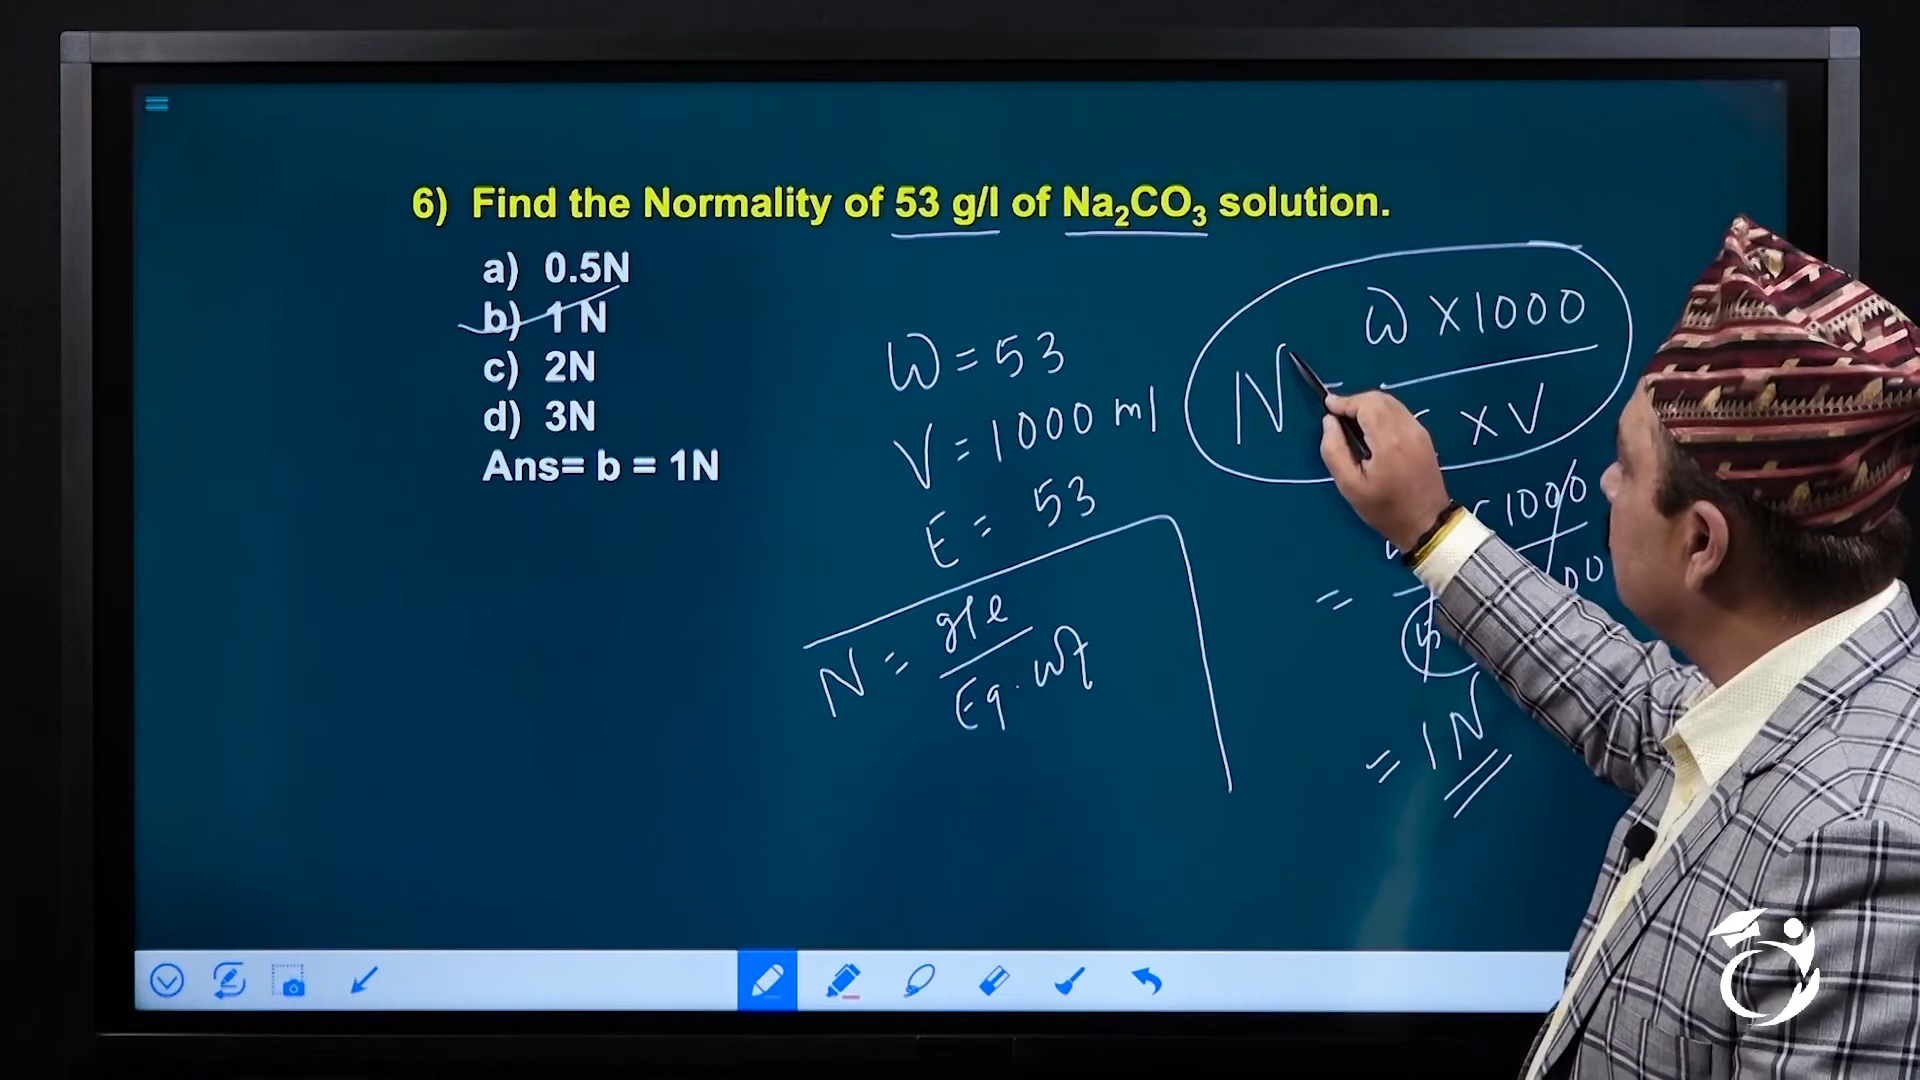 6) Find the Normality of 53 g/l of Na₂CO₃ solution.
a) 0.5N
b) 1 N
c) 2N
d) 3N
Ans= b = 1N
W = 53
V = 1000 ml
E = 53
N = g/l
Eq. wt
W X 1000
N =
X V
1000
= 1N